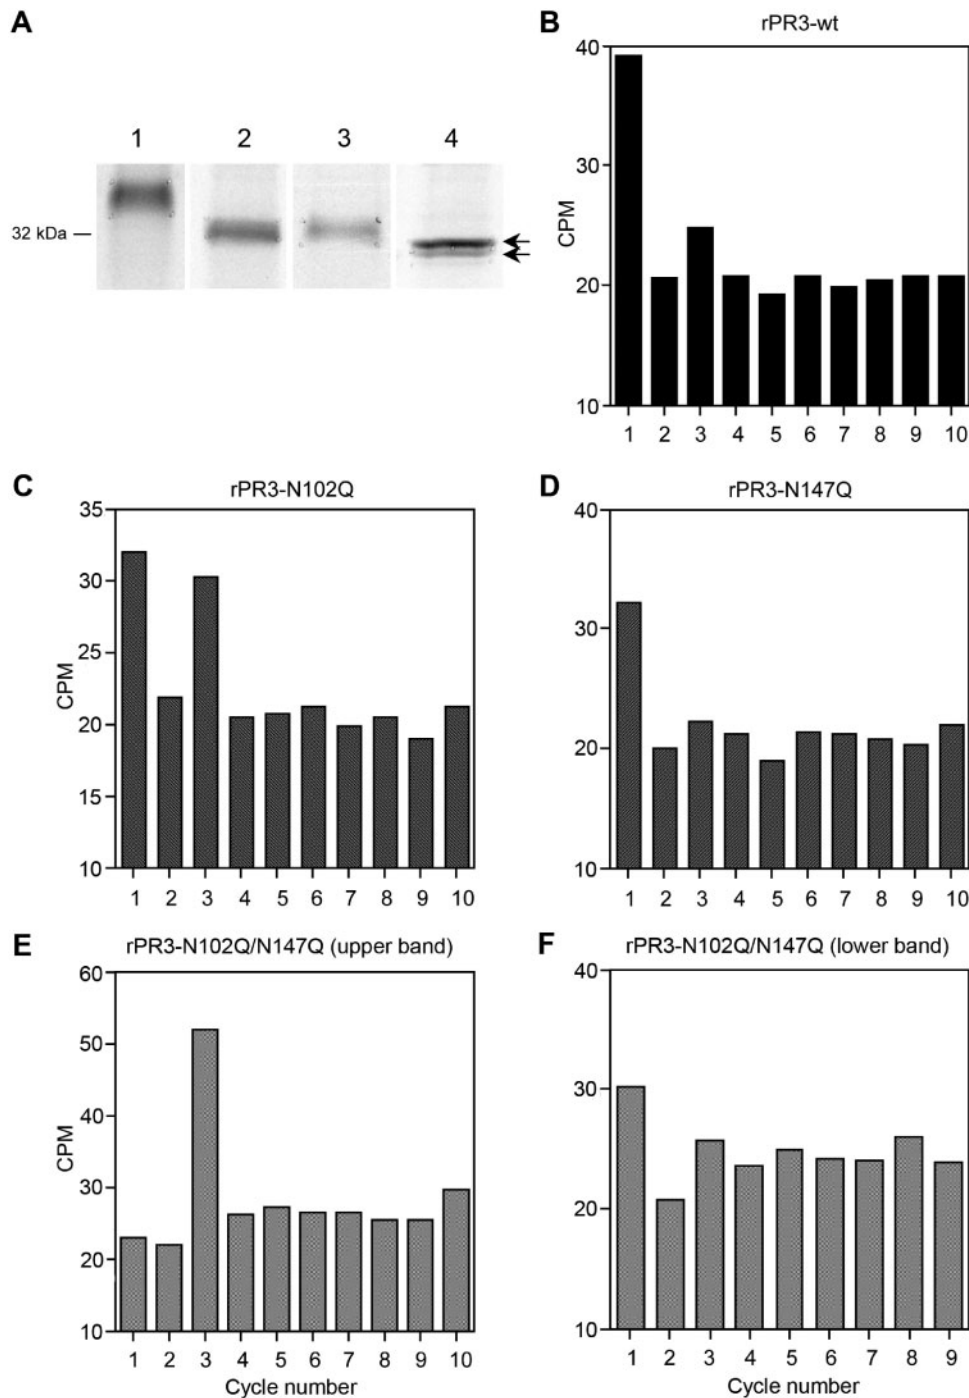 A
1 2 3 4
32 kDa
B
rPR3-wt
CPM
40
30
20
10
1 2 3 4 5 6 7 8 9 10
C
rPR3-N102Q
CPM
35
30
25
20
15
10
1 2 3 4 5 6 7 8 9 10
D
rPR3-N147Q
40
30
20
10
1 2 3 4 5 6 7 8 9 10
E
rPR3-N102Q/N147Q (upper band)
CPM
60
50
40
30
20
10
1 2 3 4 5 6 7 8 9 10
Cycle number
F
rPR3-N102Q/N147Q (lower band)
40
30
20
10
1 2 3 4 5 6 7 8 9
Cycle number